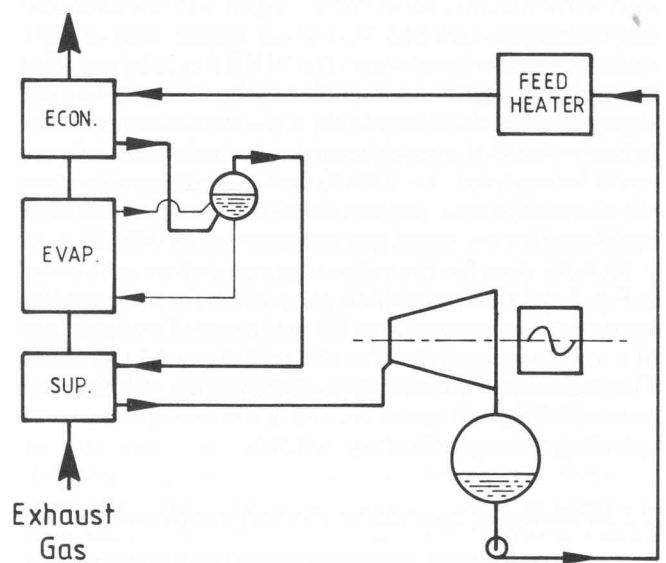 FEED
HEATER
ECON.
EVAP.
SUP.
Exhaust
Gas